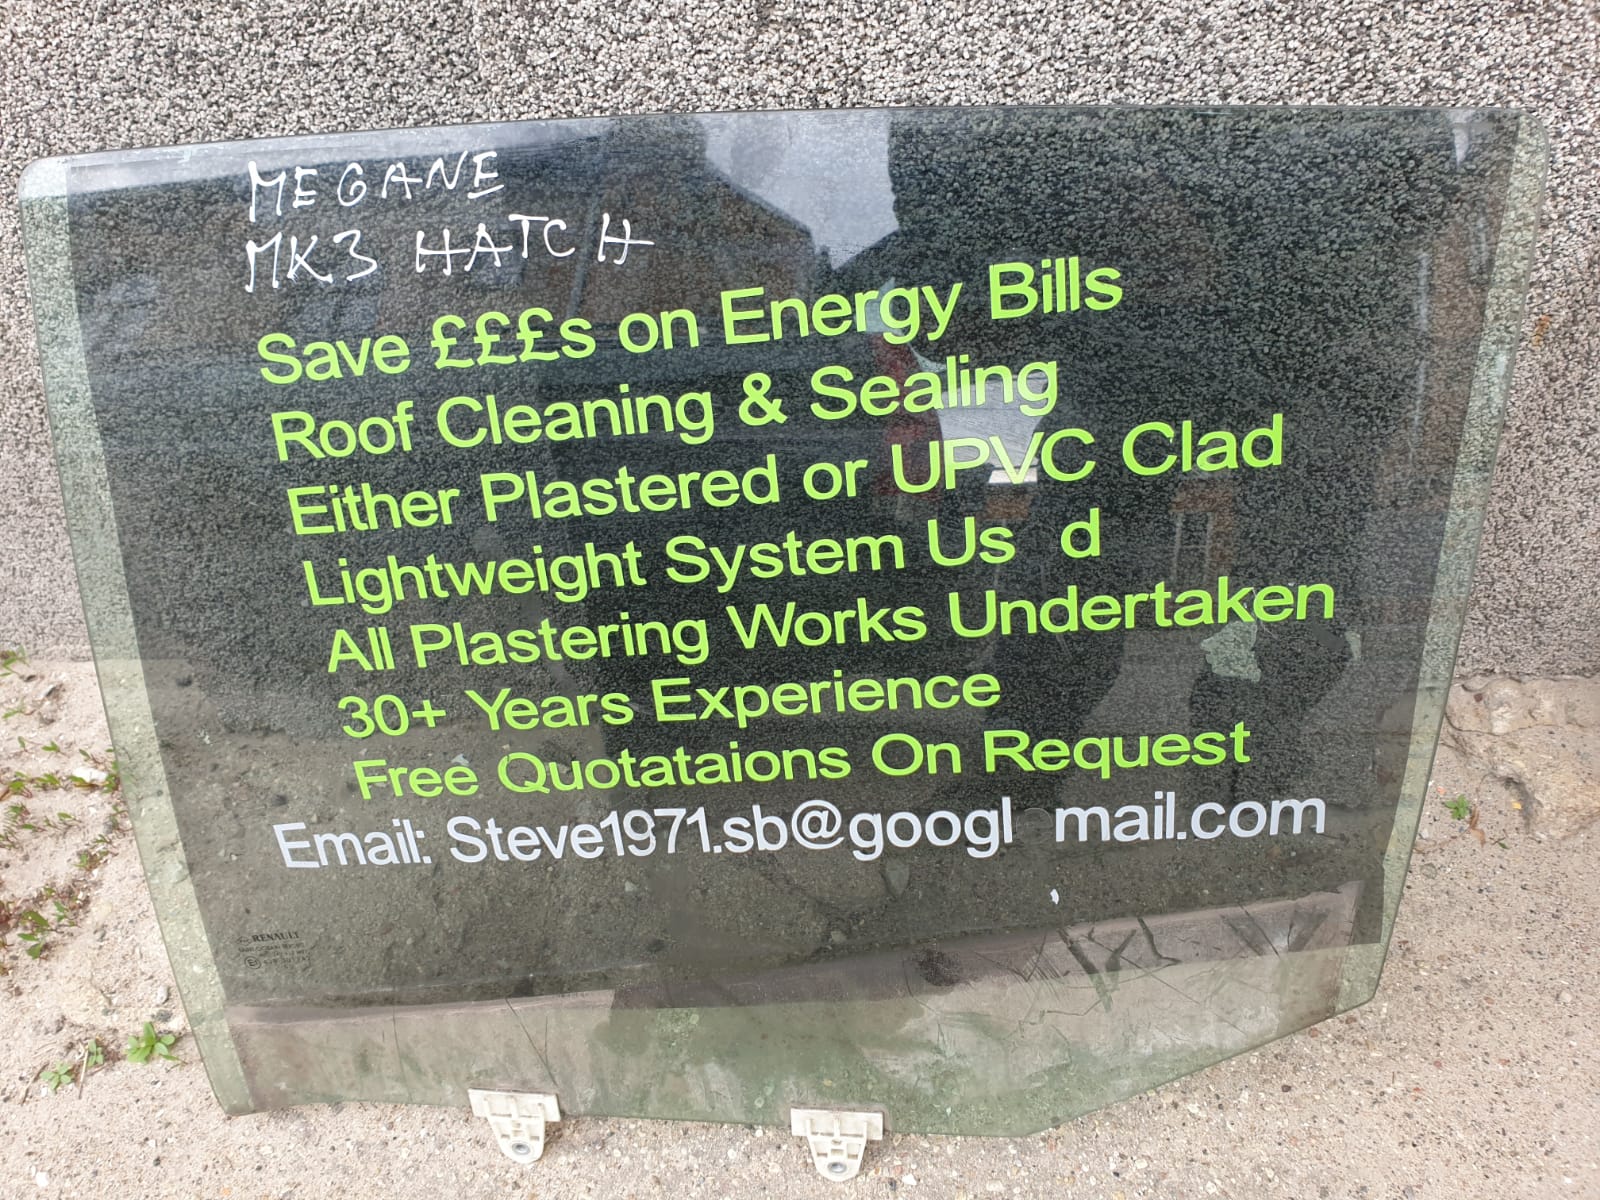 MEGANE
MK3 HATCH
Save £££s on Energy Bills
Roof Cleaning & Sealing
Either Plastered or UPVC Clad
Lightweight System Us d
All Plastering Works Undertaken
30+ Years Experience
Free Quotataions On Request
Email: Steve1971.sb@googl mail.com
RENAULT